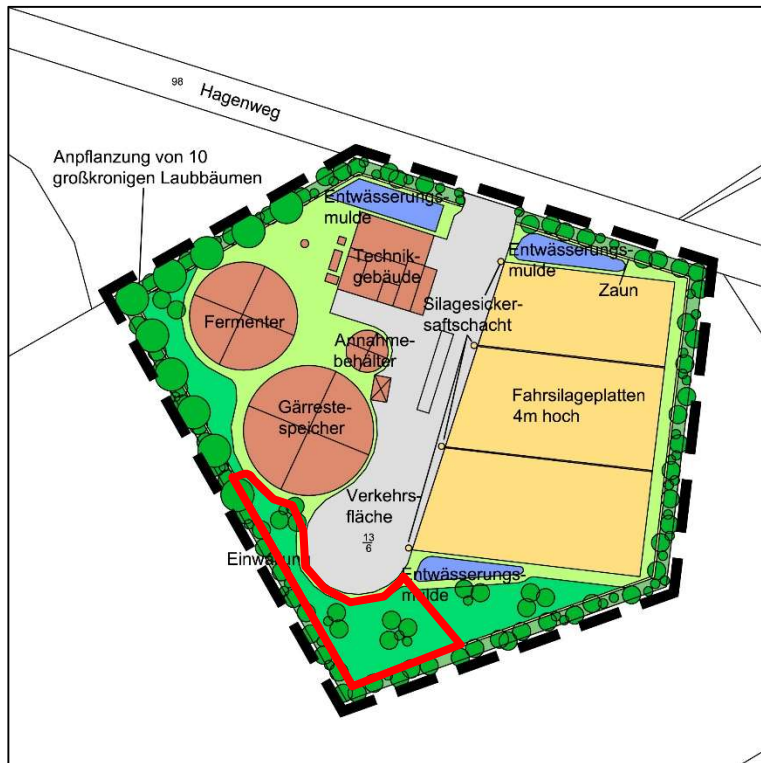 98 Hagenweg
Anpflanzung von 10
großkronigen Laubbäumen
Entwässerungs-
mulde
Technik-
gebäude
Entwässerungs-
mulde
Zaun
Silagesicker-
saftschacht
Fermenter
Annahme-
behälter
Gärreste-
speicher
Fahrsilageplatten
4m hoch
Verkehrs-
fläche
13
6
Entwässerungs-
mulde